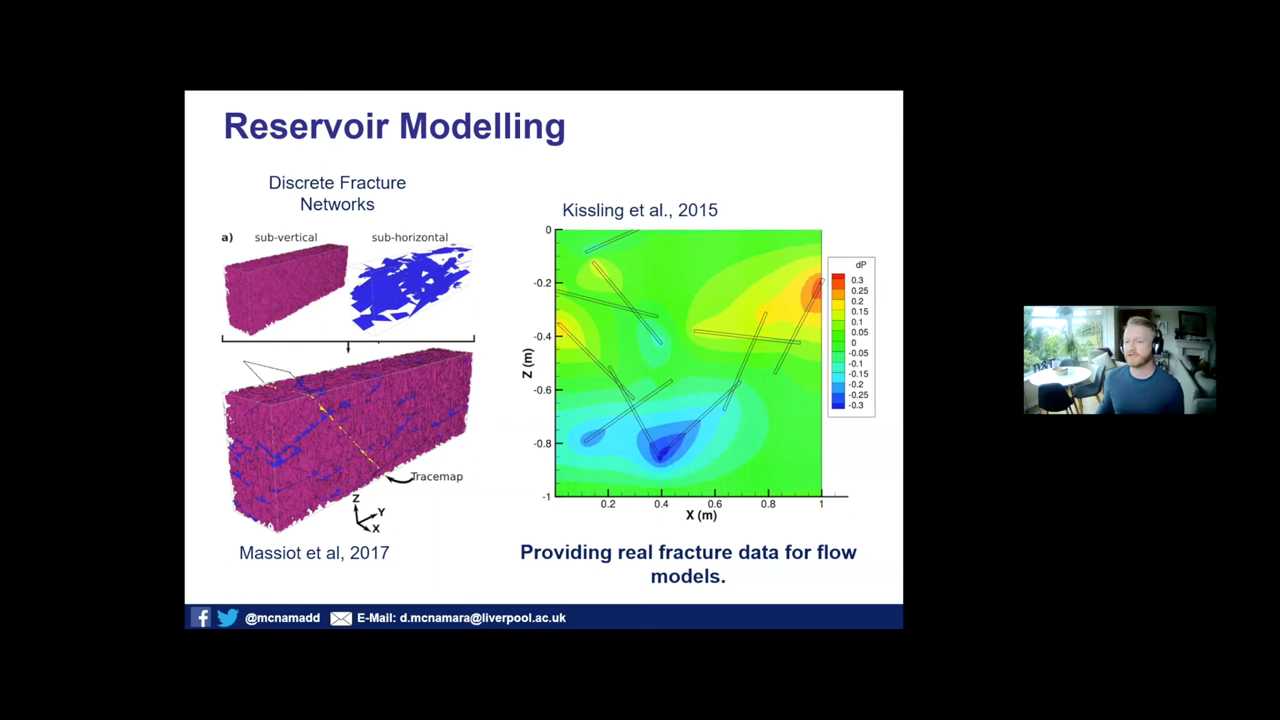 Reservoir Modelling
Discrete Fracture
Networks
a) sub-vertical sub-horizontal
Tracemap
Z
Y
X
Massiot et al, 2017
Kissling et al., 2015
0
-0.2
-0.4
-0.6
-0.8
-1
Z (m)
0.2 0.4 0.6 0.8 1
X (m)
dP
0.3
0.25
0.2
0.15
0.1
0.05
0
-0.05
-0.1
-0.15
-0.2
-0.25
-0.3
Providing real fracture data for flow
models.
@mcnamadd E-Mail: d.mcnamara@liverpool.ac.uk